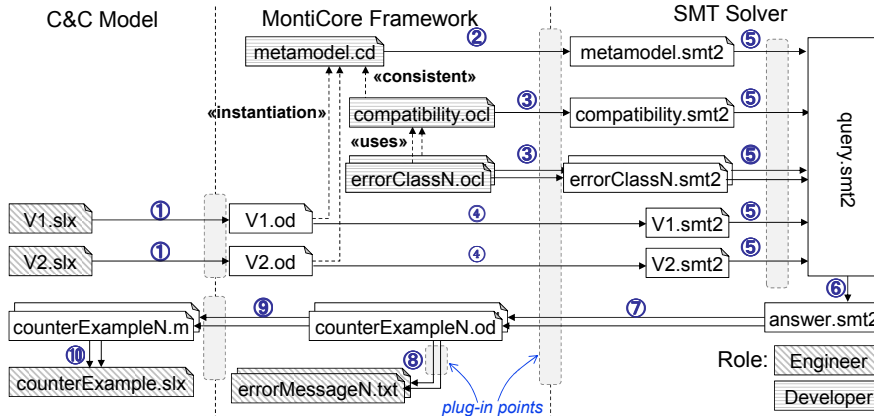 C&C Model
MontiCore Framework
SMT Solver
metamodel.cd
②
metamodel.smt2
⑤
«consistent»
«instantiation»
compatibility.ocl
③
compatibility.smt2
⑤
«uses»
errorClassN.ocl
③
errorClassN.smt2
⑤
query.smt2
V1.slx
①
V1.od
④
V1.smt2
⑤
V2.slx
①
V2.od
④
V2.smt2
⑤
⑥
counterExampleN.m
⑨
counterExampleN.od
⑦
answer.smt2
⑩
counterExample.slx
⑧
errorMessageN.txt
plug-in points
Role:
Engineer
Developer